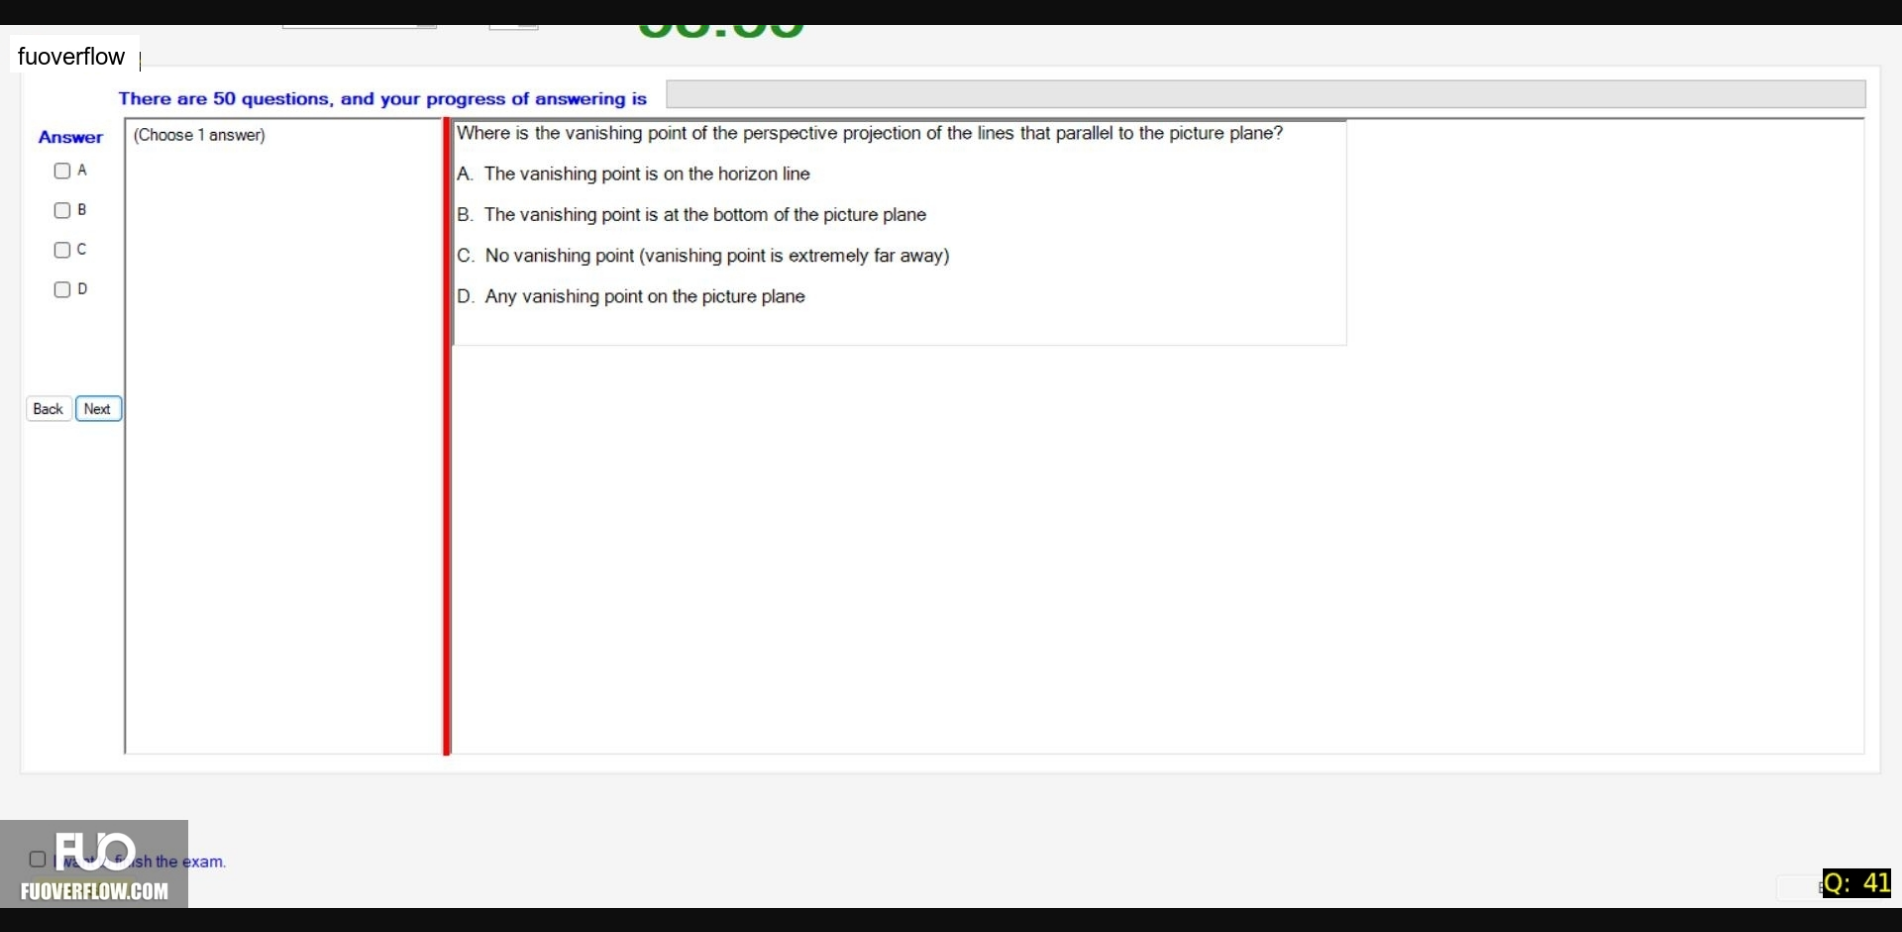 fuoverflow
There are 50 questions, and your progress of answering is
Answer
(Choose 1 answer)
A
B
C
D
Back Next
Where is the vanishing point of the perspective projection of the lines that parallel to the picture plane?
A. The vanishing point is on the horizon line
B. The vanishing point is at the bottom of the picture plane
C. No vanishing point (vanishing point is extremely far away)
D. Any vanishing point on the picture plane
FUO
the exam.
FUOVERFLOW.COM
Q: 41